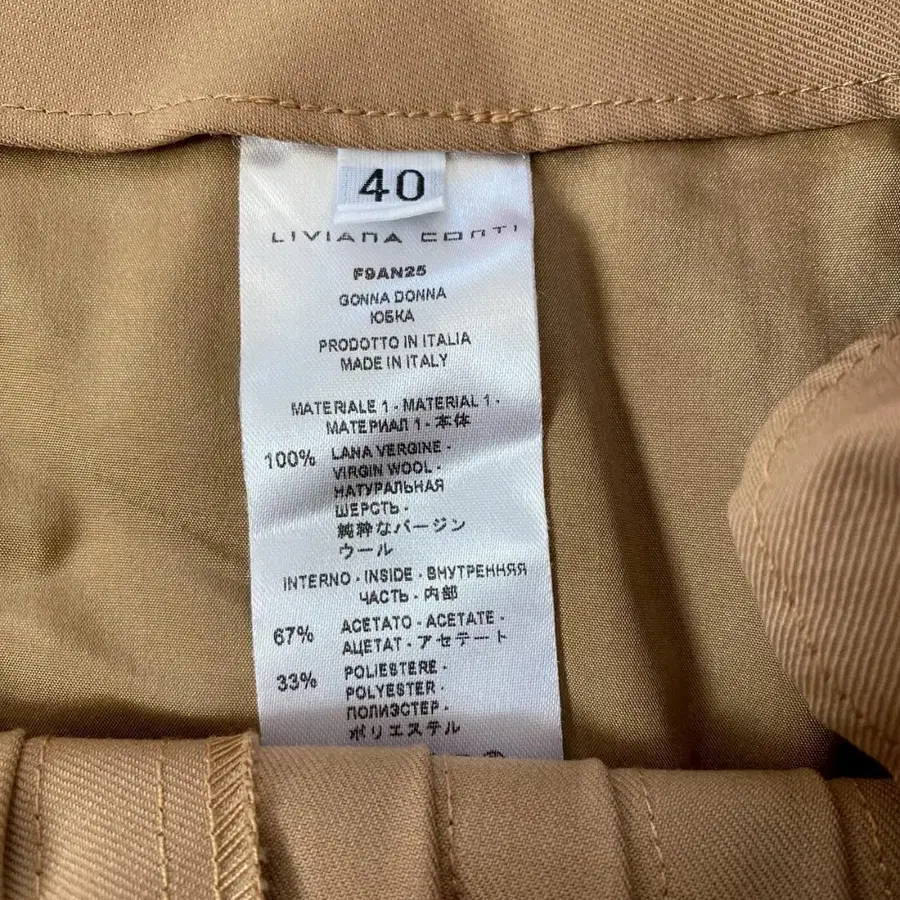 40
LIVIANA CONTI
F9AN25
GONNA DONNA
ЮБКА
PRODOTTO IN ITALIA
MADE IN ITALY
MATERIALE 1 - MATERIAL 1 -
МАТЕРИАЛ 1 - 本体
100% LANA VERGINE -
VIRGIN WOOL -
НАТУРАЛЬНАЯ
ШЕРСТЬ -
純粋なバージン
ウール
INTERNO - INSIDE - ВНУТРЕННЯЯ
ЧАСТЬ - 内部
67% ACETATO - ACETATE -
АЦЕТАТ - アセテート
33% POLIESTERE -
POLYESTER -
ПОЛИЭСТЕР -
ポリエステル